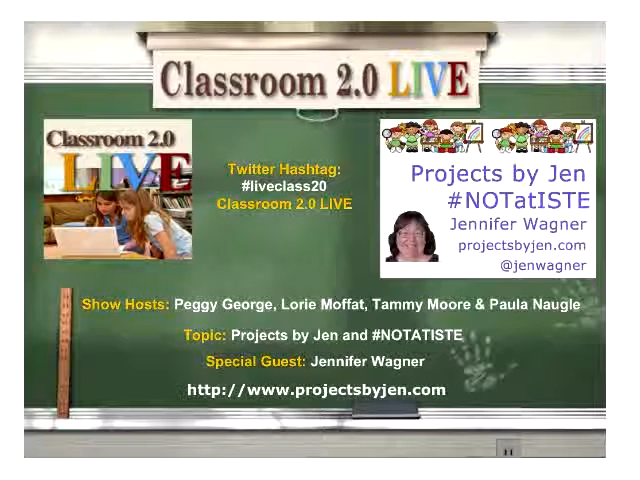 Classroom 2.0 LIVE
Classroom 2.0
LIVE
Twitter Hashtag:
#liveclass20
Classroom 2.0 LIVE
Projects by Jen
#NOTatISTE
Jennifer Wagner
projectsbyjen.com
@jenwagner
Show Hosts: Peggy George, Lorie Moffat, Tammy Moore & Paula Naugle
Topic: Projects by Jen and #NOTATISTE
Special Guest: Jennifer Wagner
http://www.projectsbyjen.com